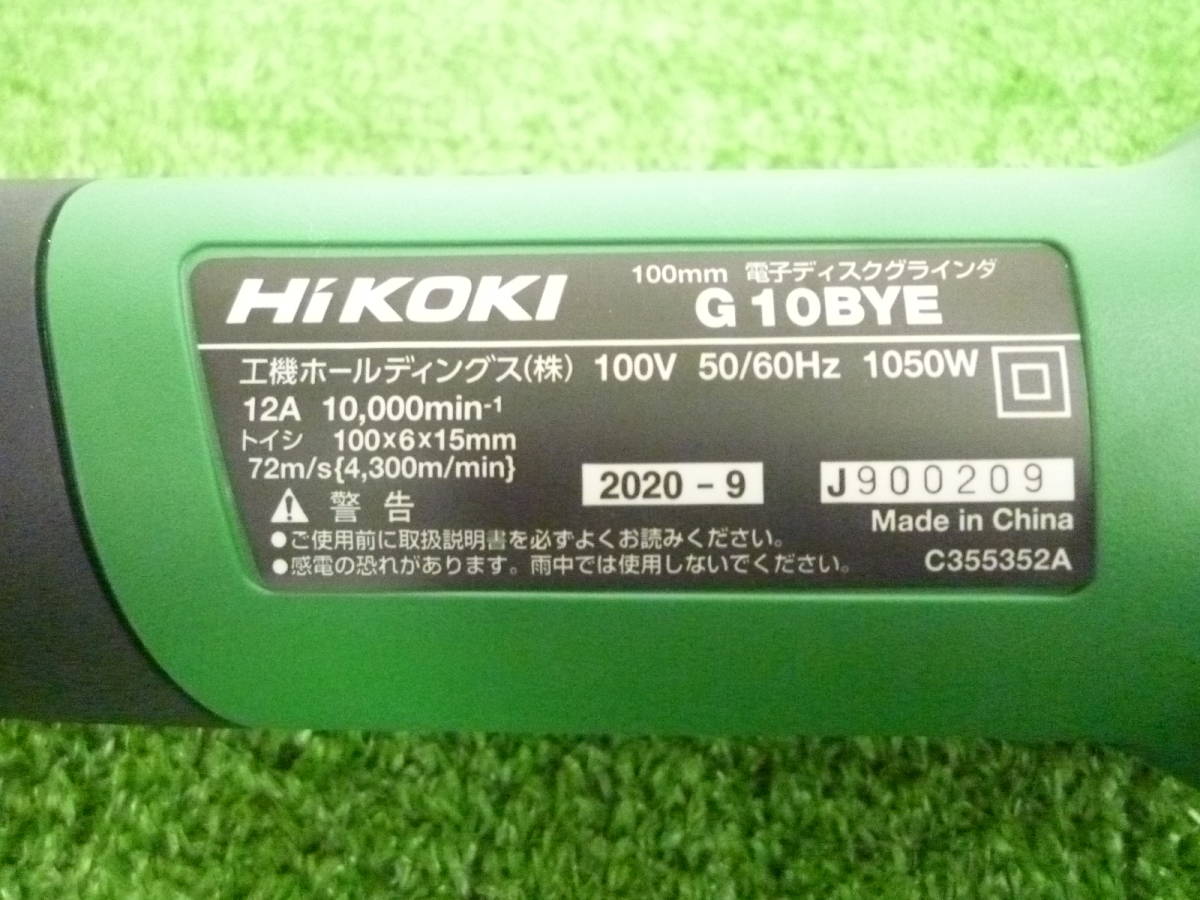 HiKOKI
100mm 電子ディスクグラインダ
G 10BYE
工機ホールディングス(株) 100V 50/60Hz 1050W
12A 10,000min-1
トイシ 100×6×15mm
72m/s{4,300m/min}
2020 - 9
J900209
警告
Made in China
●ご使用前に取扱説明書を必ずよくお読みください。
●感電の恐れがあります。雨中では使用しないでください。
C355352A